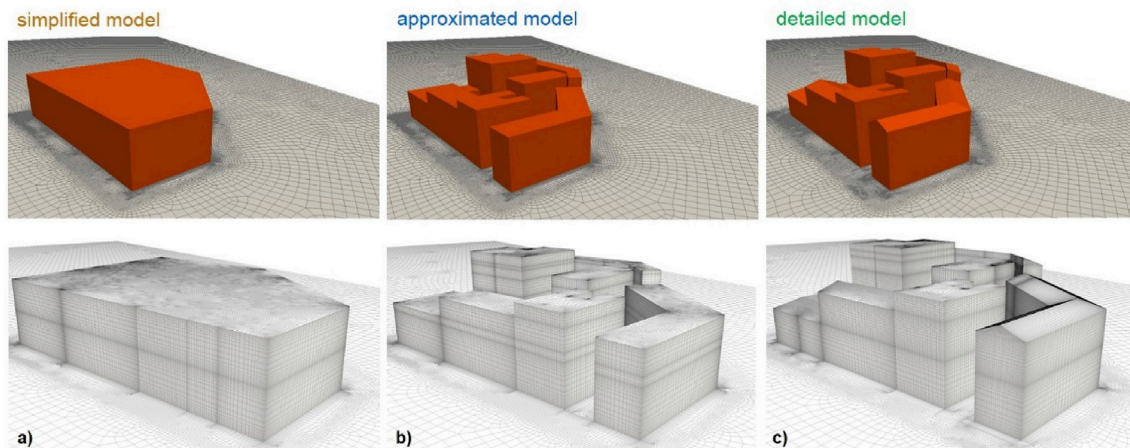 simplified model
approximated model
detailed model
a)
b)
c)